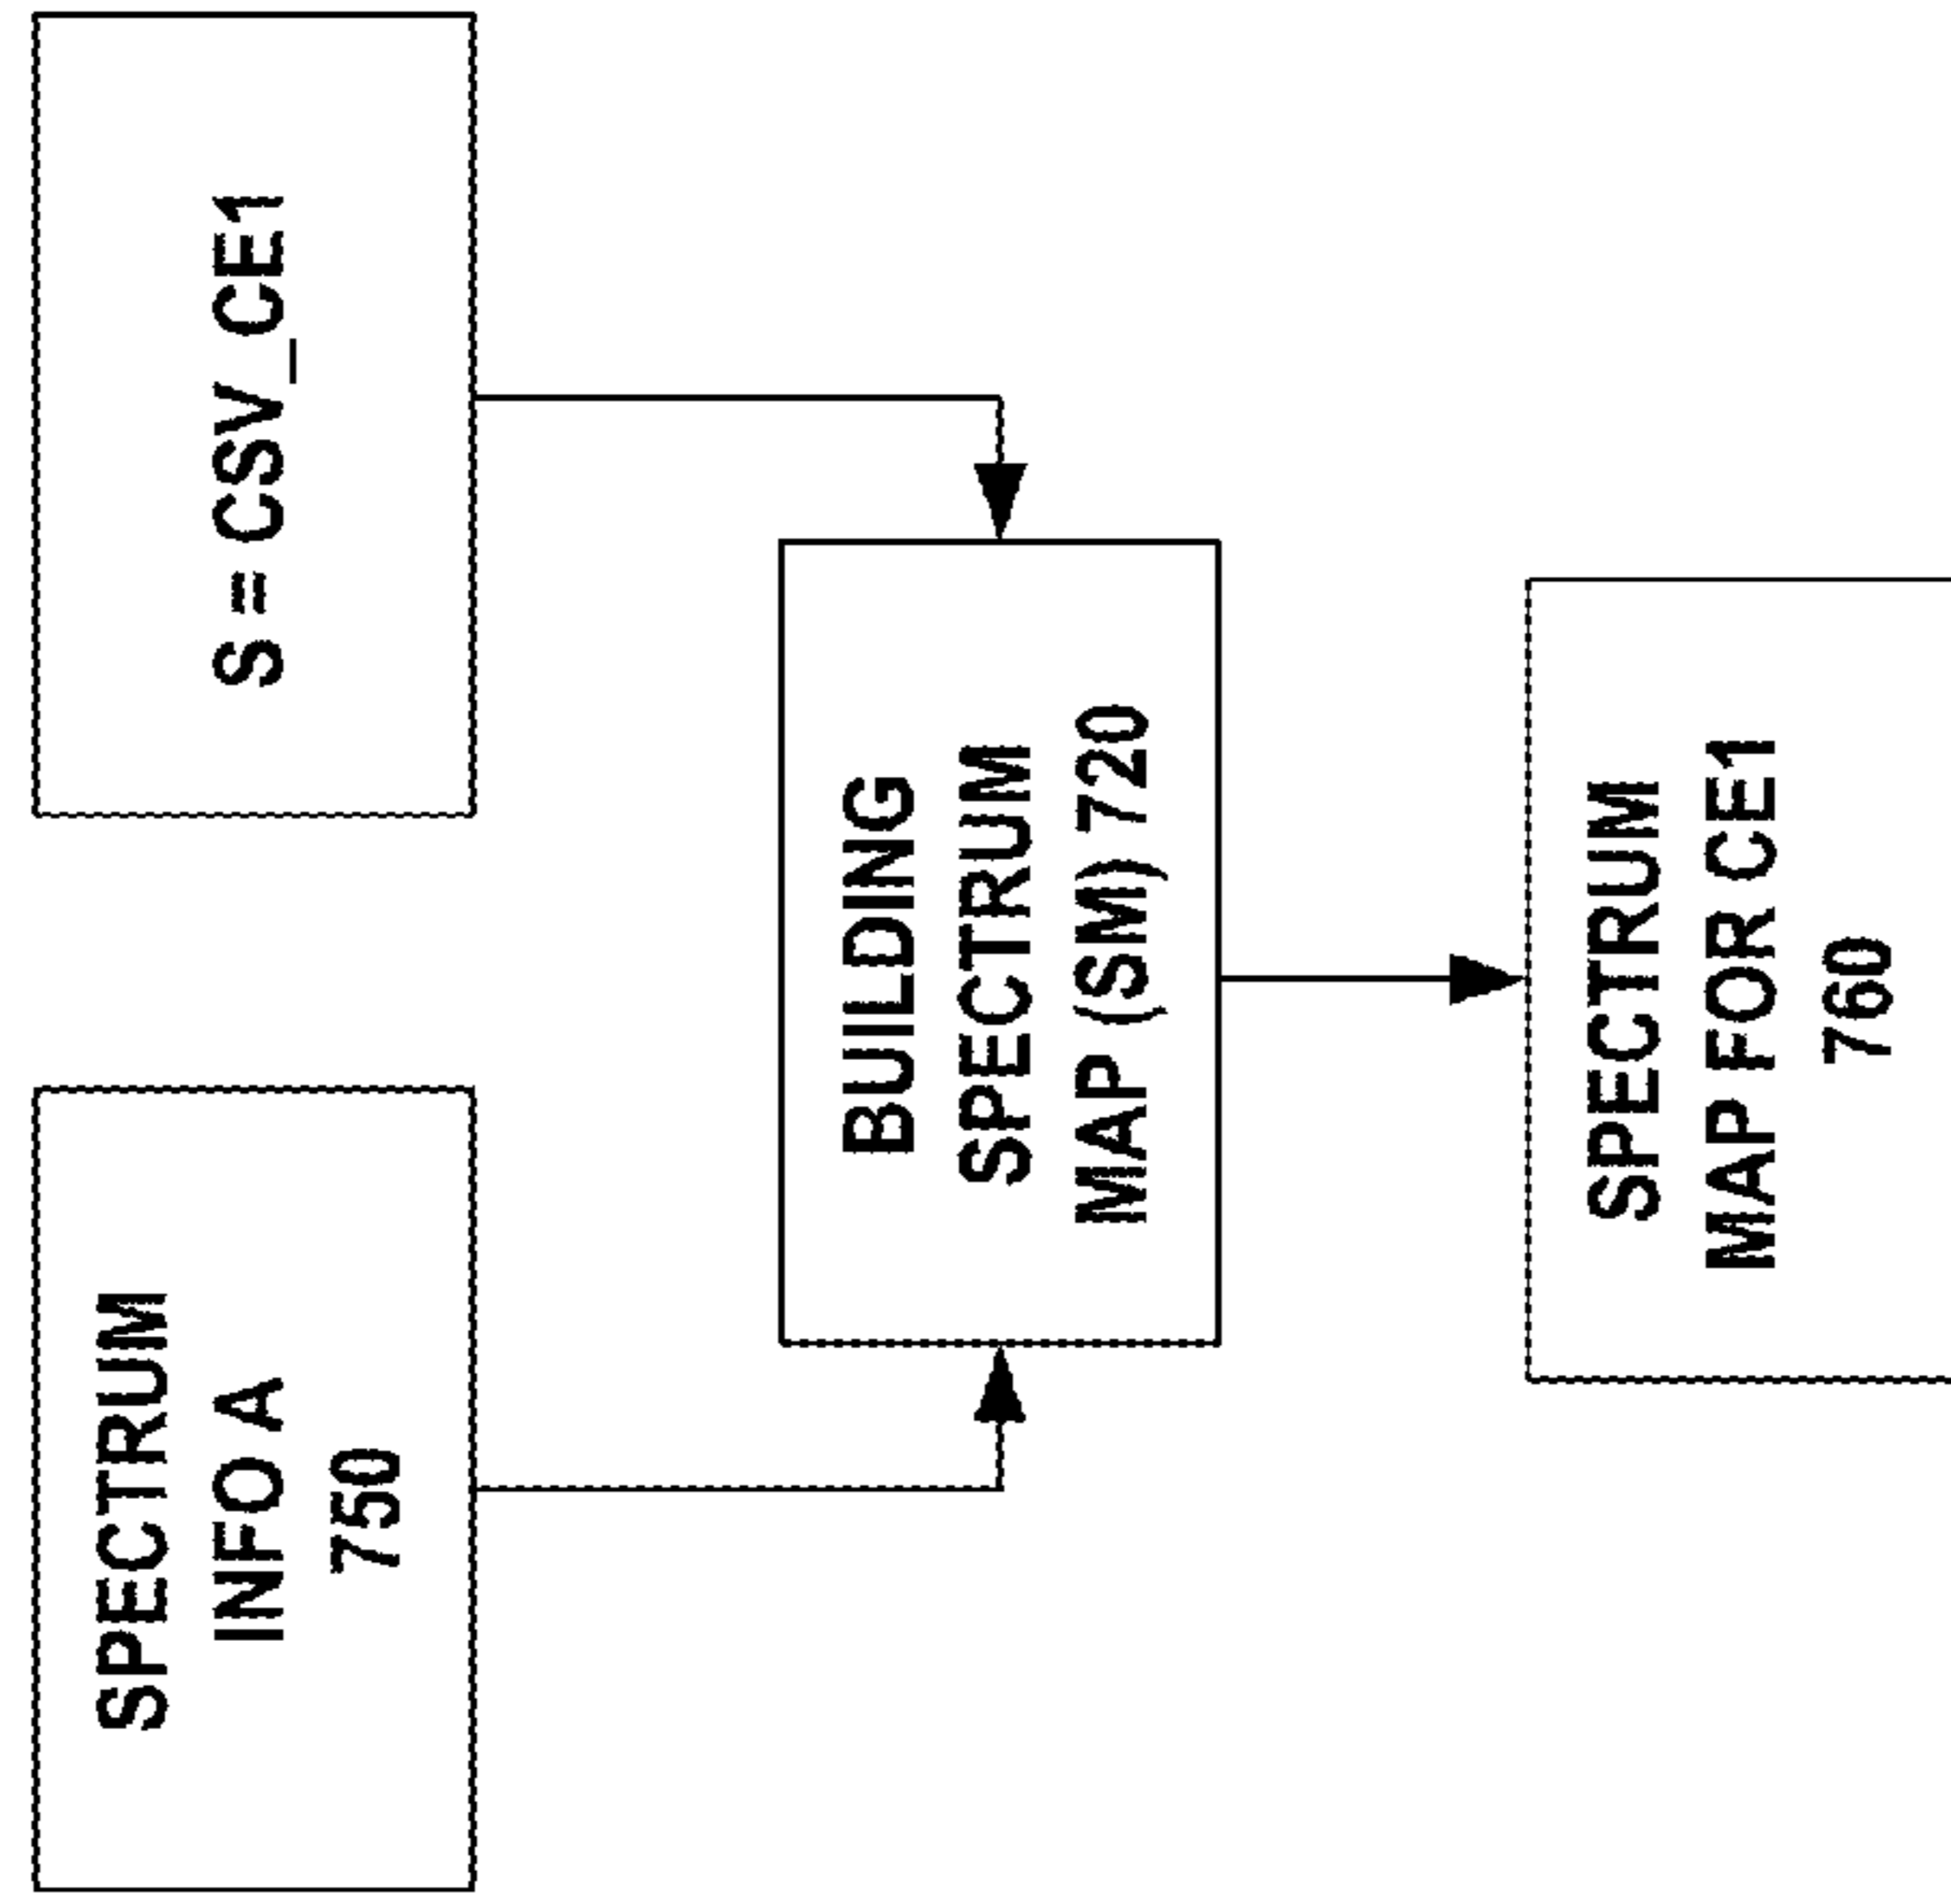 SPECTRUM
INFO A
750
S = CSV_CE1
BUILDING
SPECTRUM
MAP (SM) 720
SPECTRUM
MAP FOR CE1
760